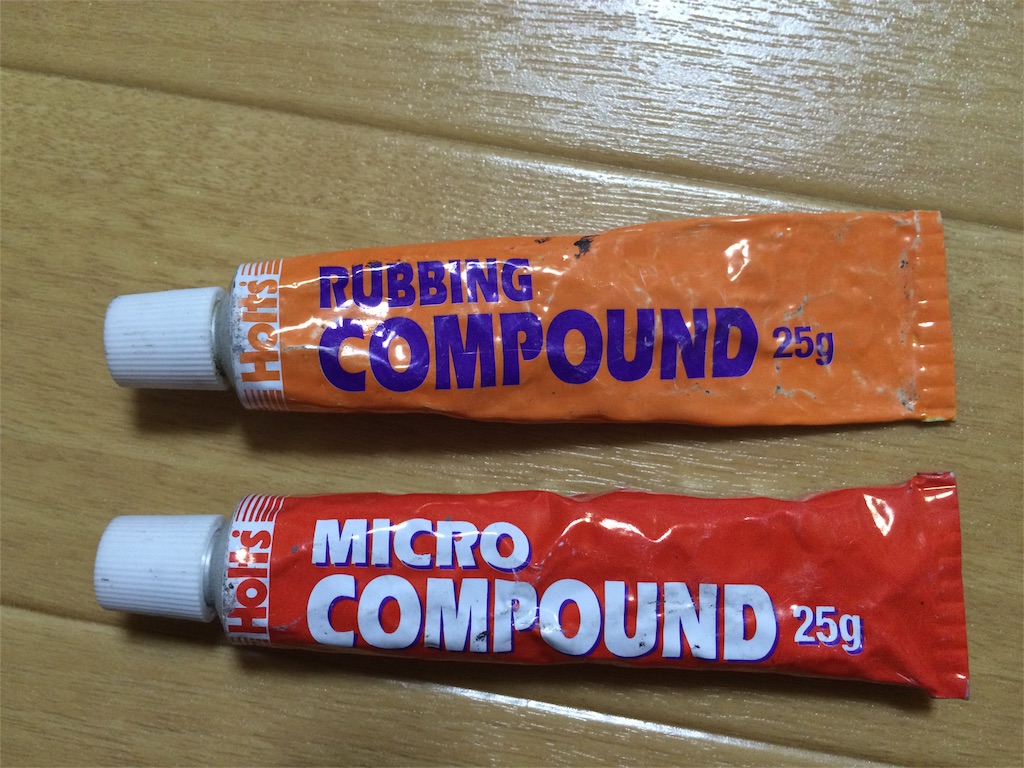 Holts
RUBBING
COMPOUND 25g
Holts
MICRO
COMPOUND 25g